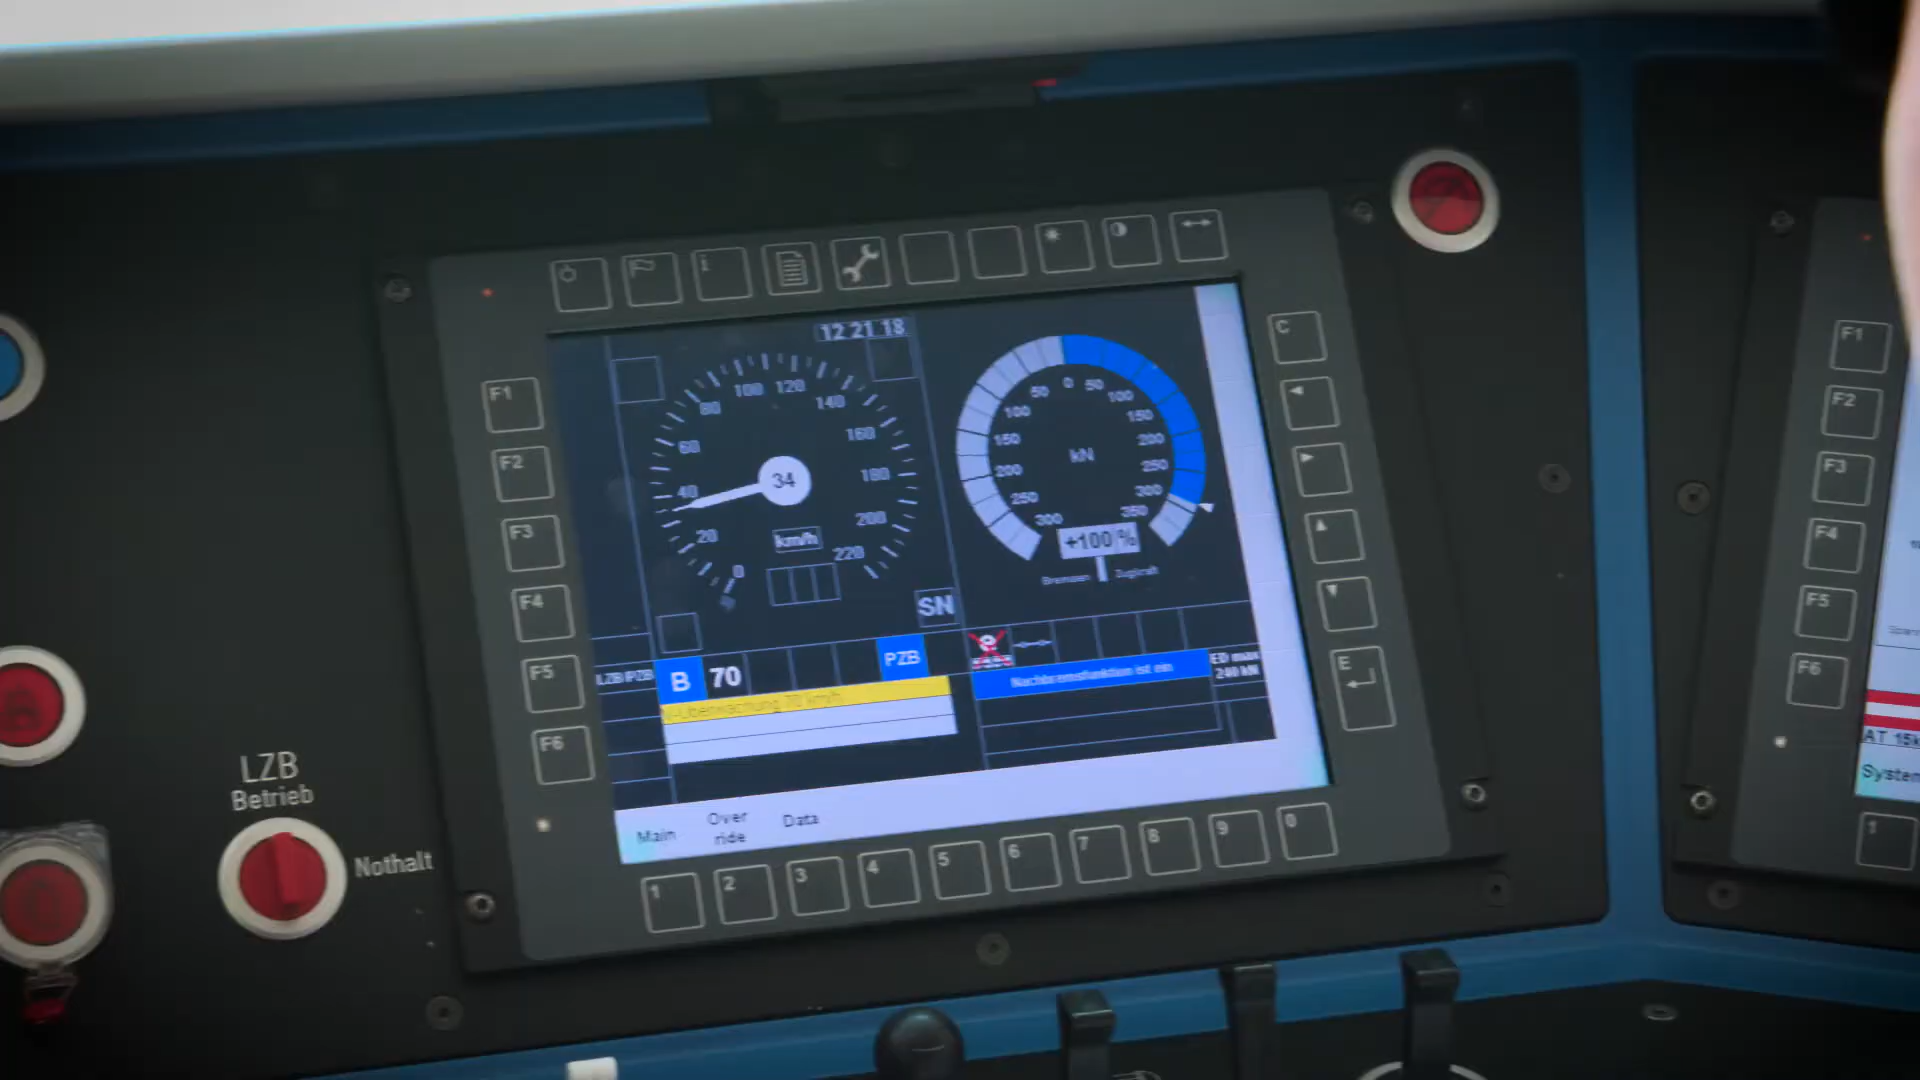 12 21 18
F1
F2
F3
F4
F5
F6
0
20
40
60
80
100
120
140
160
180
200
220
34
km/h
300
250
200
150
100
50
0
50
100
150
200
250
300
350
kN
+100 %
Bremsen Zugkraft
SN
LZB/PZB
B 70
PZB
N-Überwachung 70 km/h
Nachbremsfunktion ist ein
ED max
240 kN
Main
Over
ride
Data
i
C
E
1
2
3
4
5
6
7
8
9
0
LZB
Betrieb
Nothalt
F1
F2
F3
F4
F5
F6
AT 15k
System
1